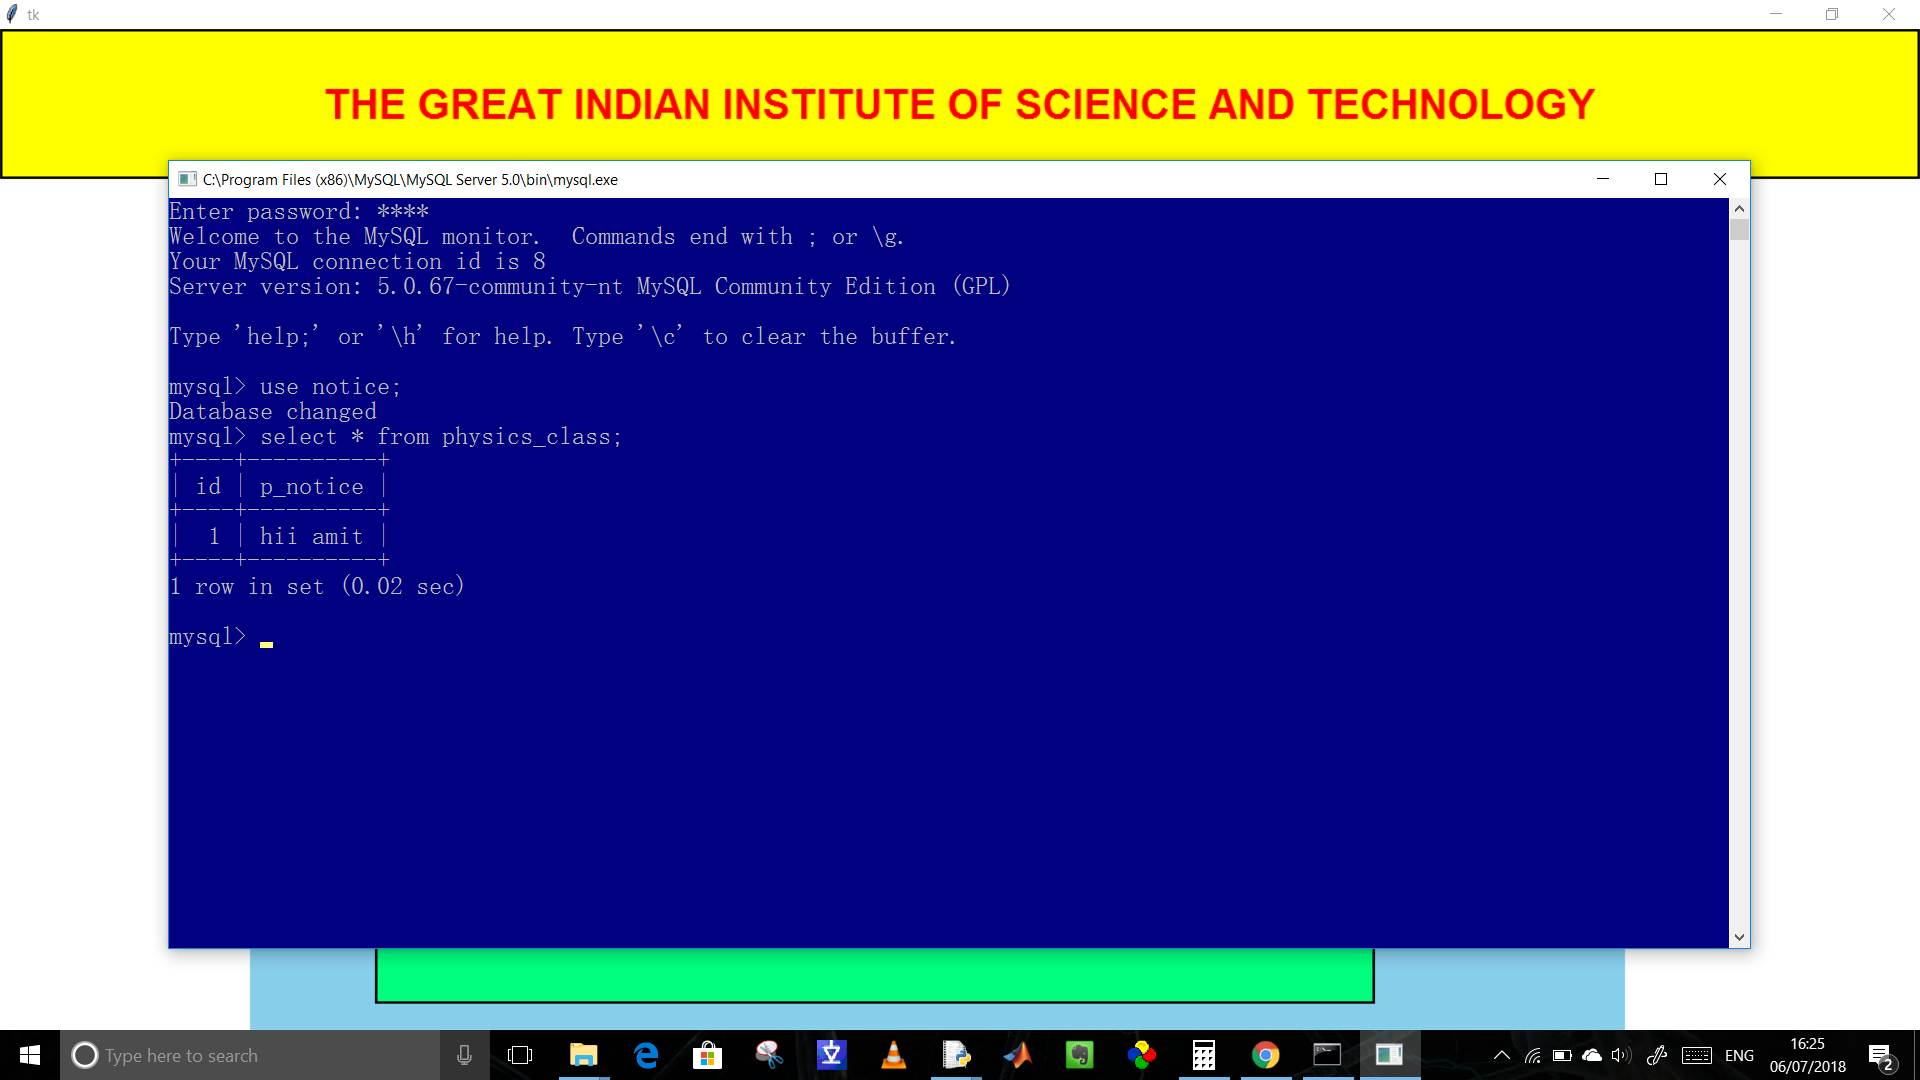 tk
THE GREAT INDIAN INSTITUTE OF SCIENCE AND TECHNOLOGY
C:\Program Files (x86)\MySQL\MySQL Server 5.0\bin\mysql.exe
Enter password: ****
Welcome to the MySQL monitor.  Commands end with ; or \g.
Your MySQL connection id is 8
Server version: 5.0.67-community-nt MySQL Community Edition (GPL)
Type 'help;' or '\h' for help. Type '\c' to clear the buffer.
mysql> use notice;
Database changed
mysql> select * from physics_class;
+----+----------+
| id | p_notice |
+----+----------+
|  1 | hii amit |
+----+----------+
1 row in set (0.02 sec)
mysql>
Type here to search
ENG
16:25
06/07/2018
2